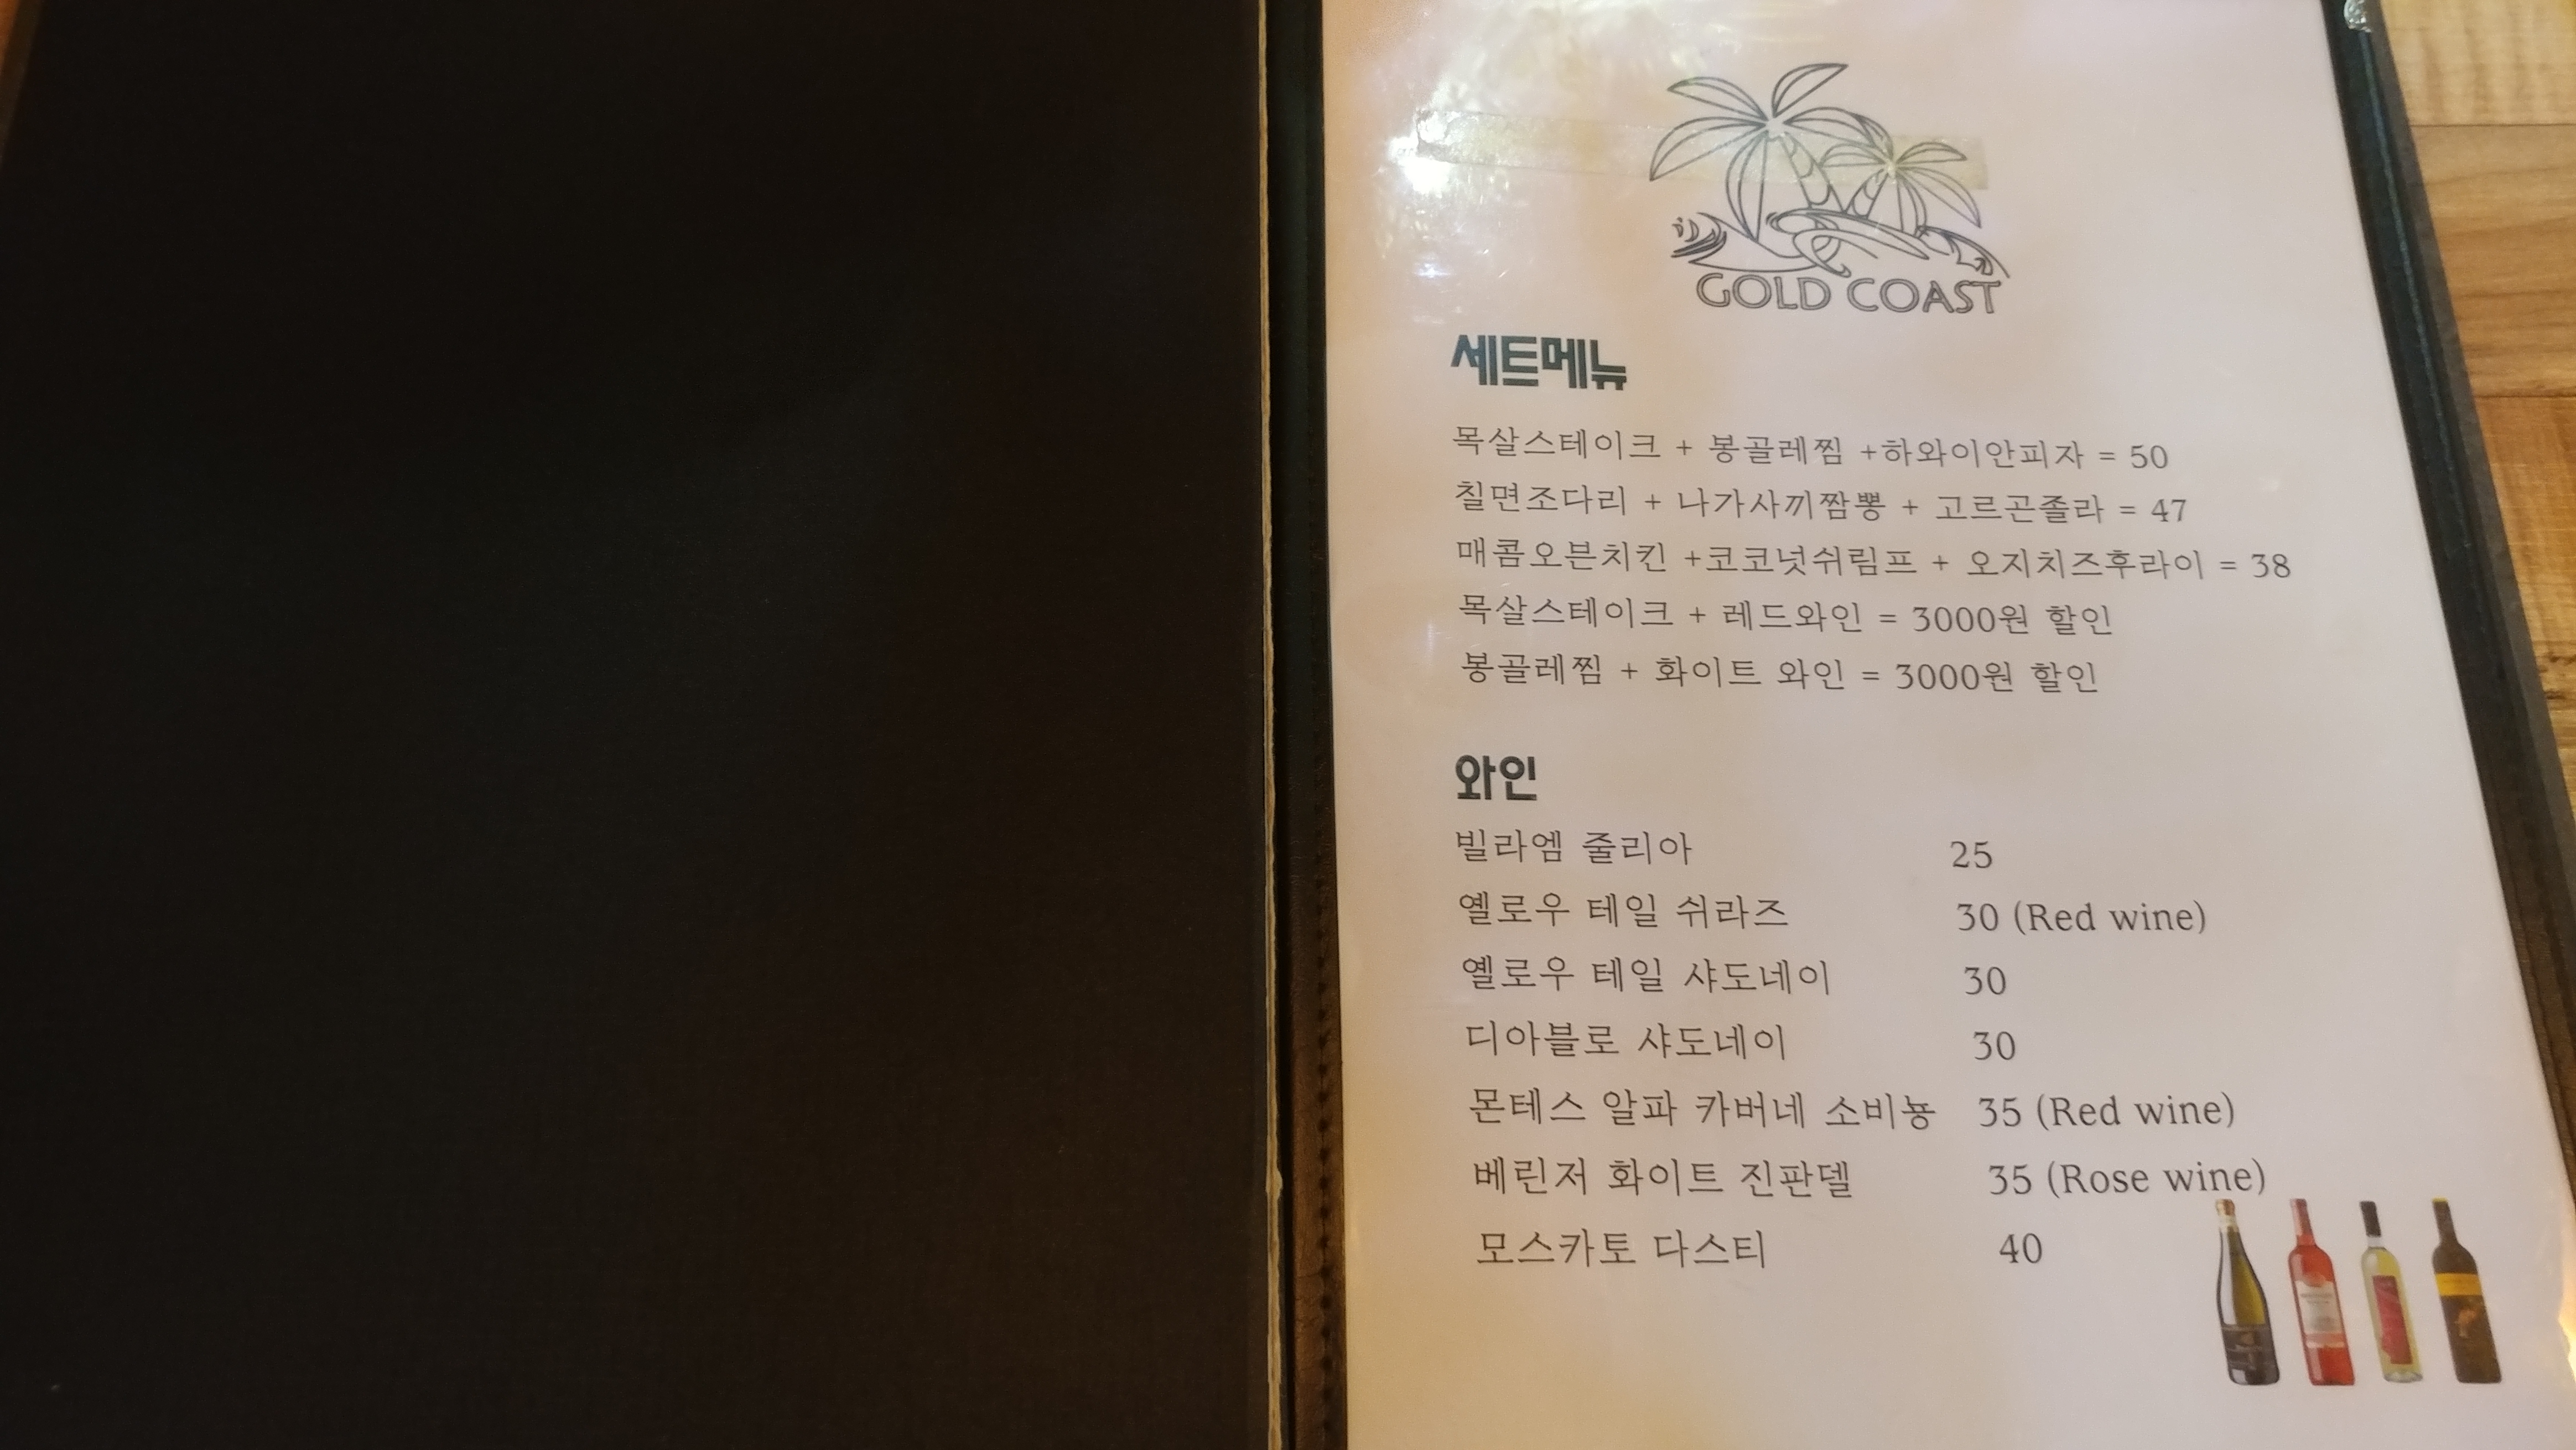 GOLD COAST
세트메뉴
목살스테이크 + 봉골레찜 +하와이안피자 = 50
칠면조다리 + 나가사끼짬뽕 + 고르곤졸라 = 47
매콤오븐치킨 +코코넛쉬림프 + 오지치즈후라이 = 38
목살스테이크 + 레드와인 = 3000원 할인
봉골레찜 + 화이트 와인 = 3000원 할인
와인
빌라엠 줄리아 25
옐로우 테일 쉬라즈 30 (Red wine)
옐로우 테일 샤도네이 30
디아블로 샤도네이 30
몬테스 알파 카버네 소비뇽 35 (Red wine)
베린저 화이트 진판델 35 (Rose wine)
모스카토 다스티 40